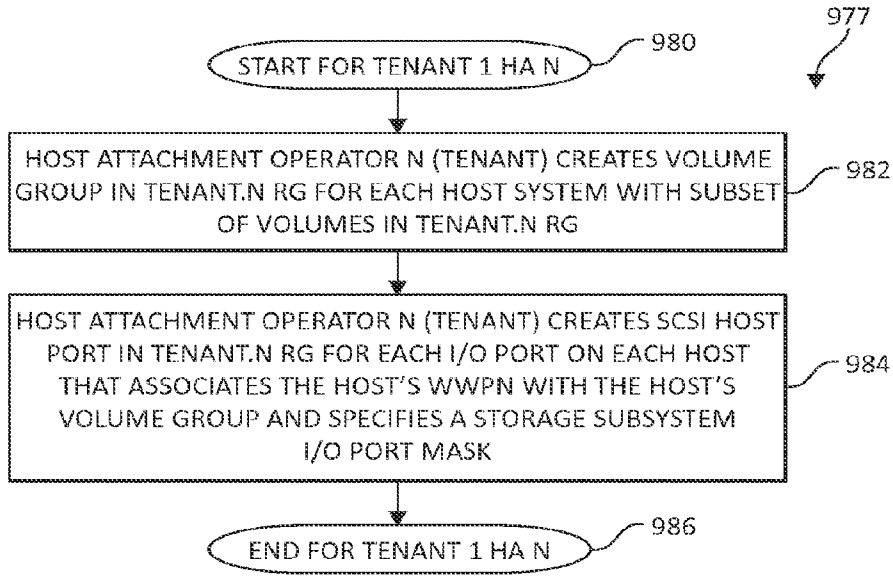 977
START FOR TENANT 1 HA N
980
HOST ATTACHMENT OPERATOR N (TENANT) CREATES VOLUME
GROUP IN TENANT.N RG FOR EACH HOST SYSTEM WITH SUBSET
OF VOLUMES IN TENANT.N RG
982
HOST ATTACHMENT OPERATOR N (TENANT) CREATES SCSI HOST
PORT IN TENANT.N RG FOR EACH I/O PORT ON EACH HOST
THAT ASSOCIATES THE HOST'S WWPN WITH THE HOST'S
VOLUME GROUP AND SPECIFIES A STORAGE SUBSYSTEM
I/O PORT MASK
984
END FOR TENANT 1 HA N
986